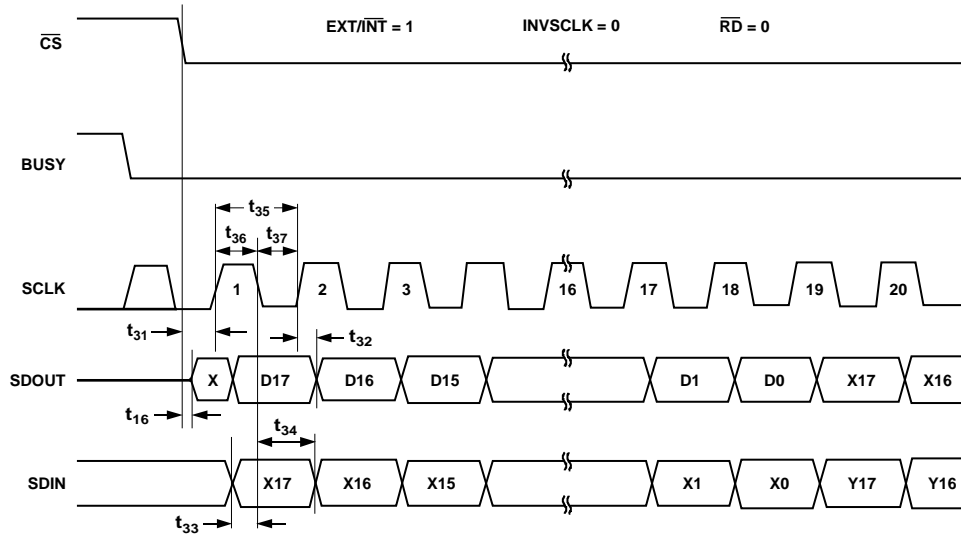 EXT/INT = 1 INVSCLK = 0 RD = 0
CS
BUSY
t35
t36 t37
SCLK 1 2 3 16 17 18 19 20
t31 t32
SDOUT X D17 D16 D15 D1 D0 X17 X16
t16 t34
SDIN X17 X16 X15 X1 X0 Y17 Y16
t33